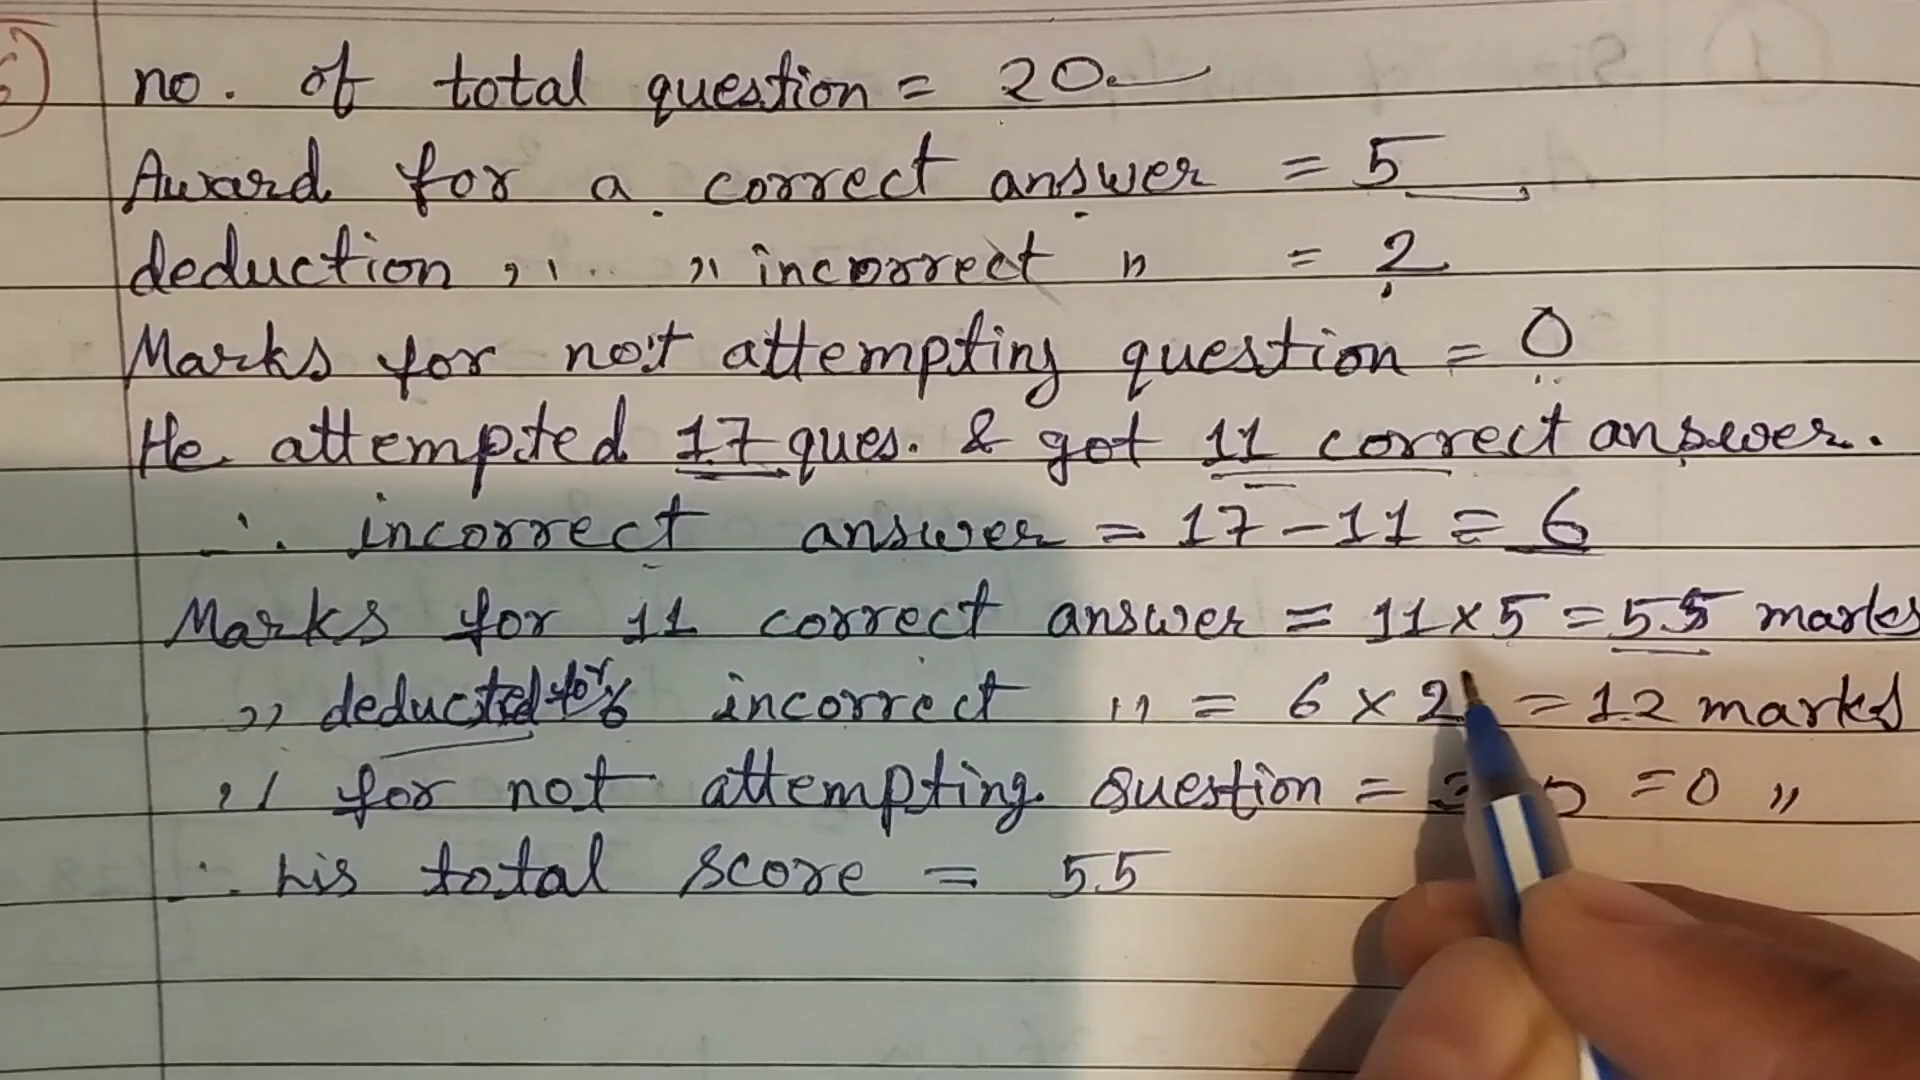 no. of total question = 20
Award for a correct answer = 5
deduction ,, ,, incorrect ,, = 2
Marks for not attempting question = 0
He attempted 17 ques. & got 11 correct answer.
∴ incorrect answer = 17 - 11 = 6
Marks for 11 correct answer = 11 x 5 = 55 marks
,, deducted for 6 incorrect ,, = 6 x 2 = 12 marks
,, for not attempting question = = 0 ,,
∴ his total score = 55